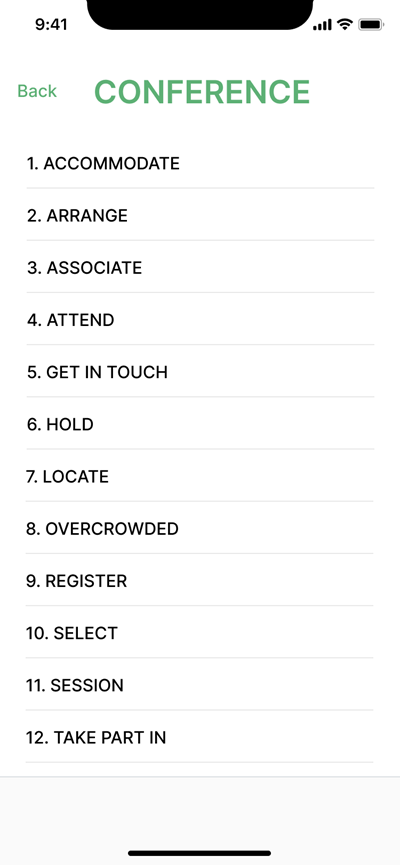 9:41
Back CONFERENCE
1. ACCOMMODATE
2. ARRANGE
3. ASSOCIATE
4. ATTEND
5. GET IN TOUCH
6. HOLD
7. LOCATE
8. OVERCROWDED
9. REGISTER
10. SELECT
11. SESSION
12. TAKE PART IN